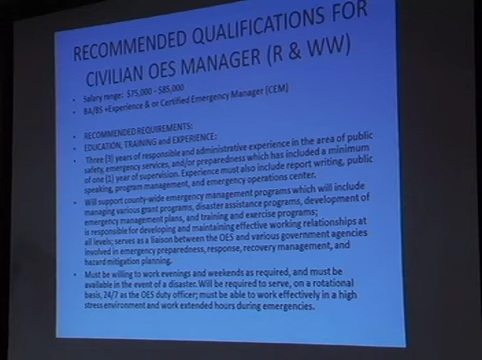 RECOMMENDED QUALIFICATIONS FOR
CIVILIAN OES MANAGER (R & WW)
• Salary range: $75,000 - $85,000
• BA/BS +Experience & or Certified Emergency Manager (CEM)
• RECOMMENDED REQUIREMENTS:
• EDUCATION, TRAINING and EXPERIENCE:
• Three (3) years of responsible and administrative experience in the area of public
safety, emergency services, and/or preparedness which has included a minimum
of one (1) year of supervision. Experience must also include report writing, public
speaking, program management, and emergency operations center.
• Will support county-wide emergency management programs which will include
managing various grant programs, disaster assistance programs, development of
emergency management plans, and training and exercise programs;
is responsible for developing and maintaining effective working relationships at
all levels; serves as a liaison between the OES and various government agencies
involved in emergency preparedness, response, recovery management, and
hazard mitigation planning.
• Must be willing to work evenings and weekends as required, and must be
available in the event of a disaster. Will be required to serve, on a rotational
basis, 24/7 as the OES duty officer; must be able to work effectively in a high
stress environment and work extended hours during emergencies.